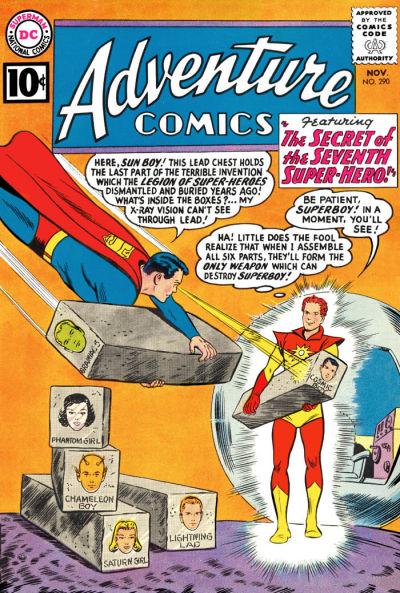 SUPERMAN
DC
NATIONAL COMICS
10¢
Adventure
COMICS
APPROVED
BY THE
COMICS
CODE
CA
AUTHORITY
NOV.
NO. 290
Featuring
The SECRET of
the SEVENTH
SUPER-HERO!
HERE, SUN BOY! THIS LEAD CHEST HOLDS
THE LAST PART OF THE TERRIBLE INVENTION
WHICH THE LEGION OF SUPER-HEROES
DISMANTLED AND BURIED YEARS AGO!
WHAT'S INSIDE THE BOXES?...MY
X-RAY VISION CAN'T SEE
THROUGH LEAD!
BE PATIENT,
SUPERBOY! IN A
MOMENT, YOU'LL
SEE!
HA! LITTLE DOES THE FOOL
REALIZE THAT WHEN I ASSEMBLE
ALL SIX PARTS, THEY'LL FORM THE
ONLY WEAPON WHICH CAN
DESTROY SUPERBOY!
BRAINIAC 5
COSMIC
PHANTOM GIRL
CHAMELEON
BOY
SATURN GIRL
LIGHTNING
LAD